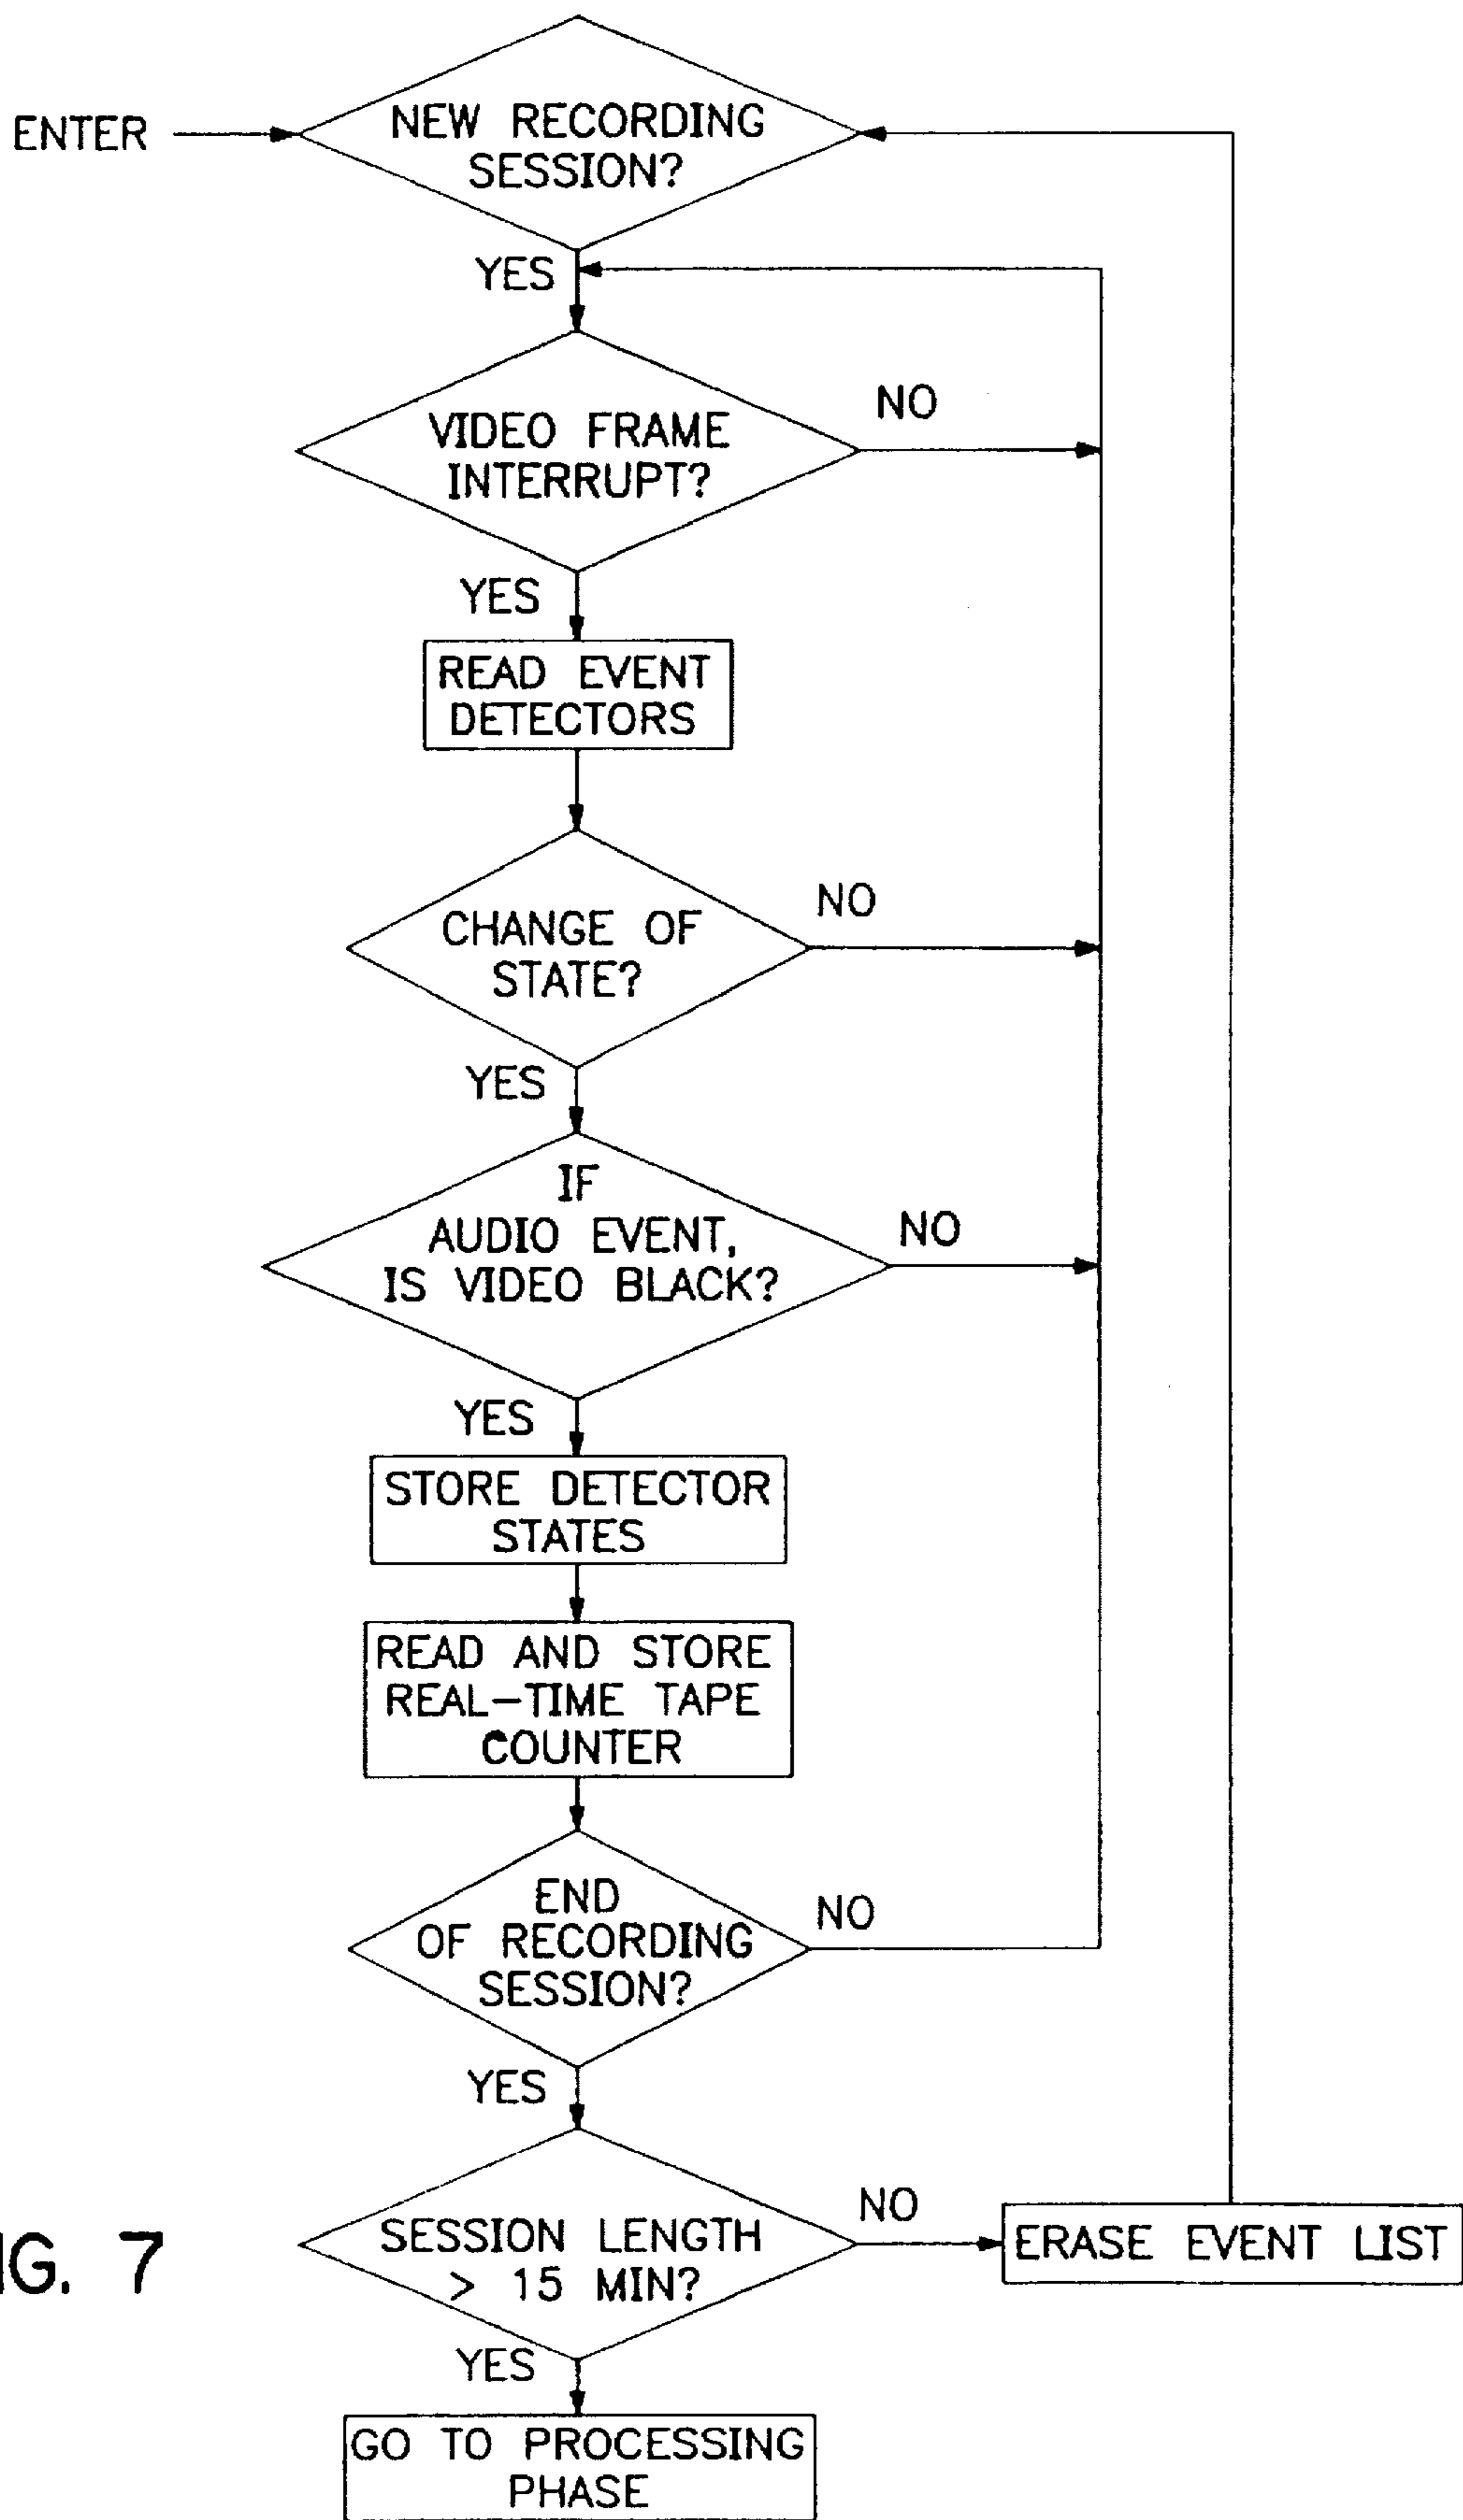 ENTER
NEW RECORDING
SESSION?
YES
VIDEO FRAME
INTERRUPT?
NO
YES
READ EVENT
DETECTORS
CHANGE OF
STATE?
NO
YES
IF
AUDIO EVENT,
IS VIDEO BLACK?
NO
YES
STORE DETECTOR
STATES
READ AND STORE
REAL-TIME TAPE
COUNTER
END
OF RECORDING
SESSION?
NO
YES
SESSION LENGTH
> 15 MIN?
NO
ERASE EVENT LIST
YES
GO TO PROCESSING
PHASE
IG. 7